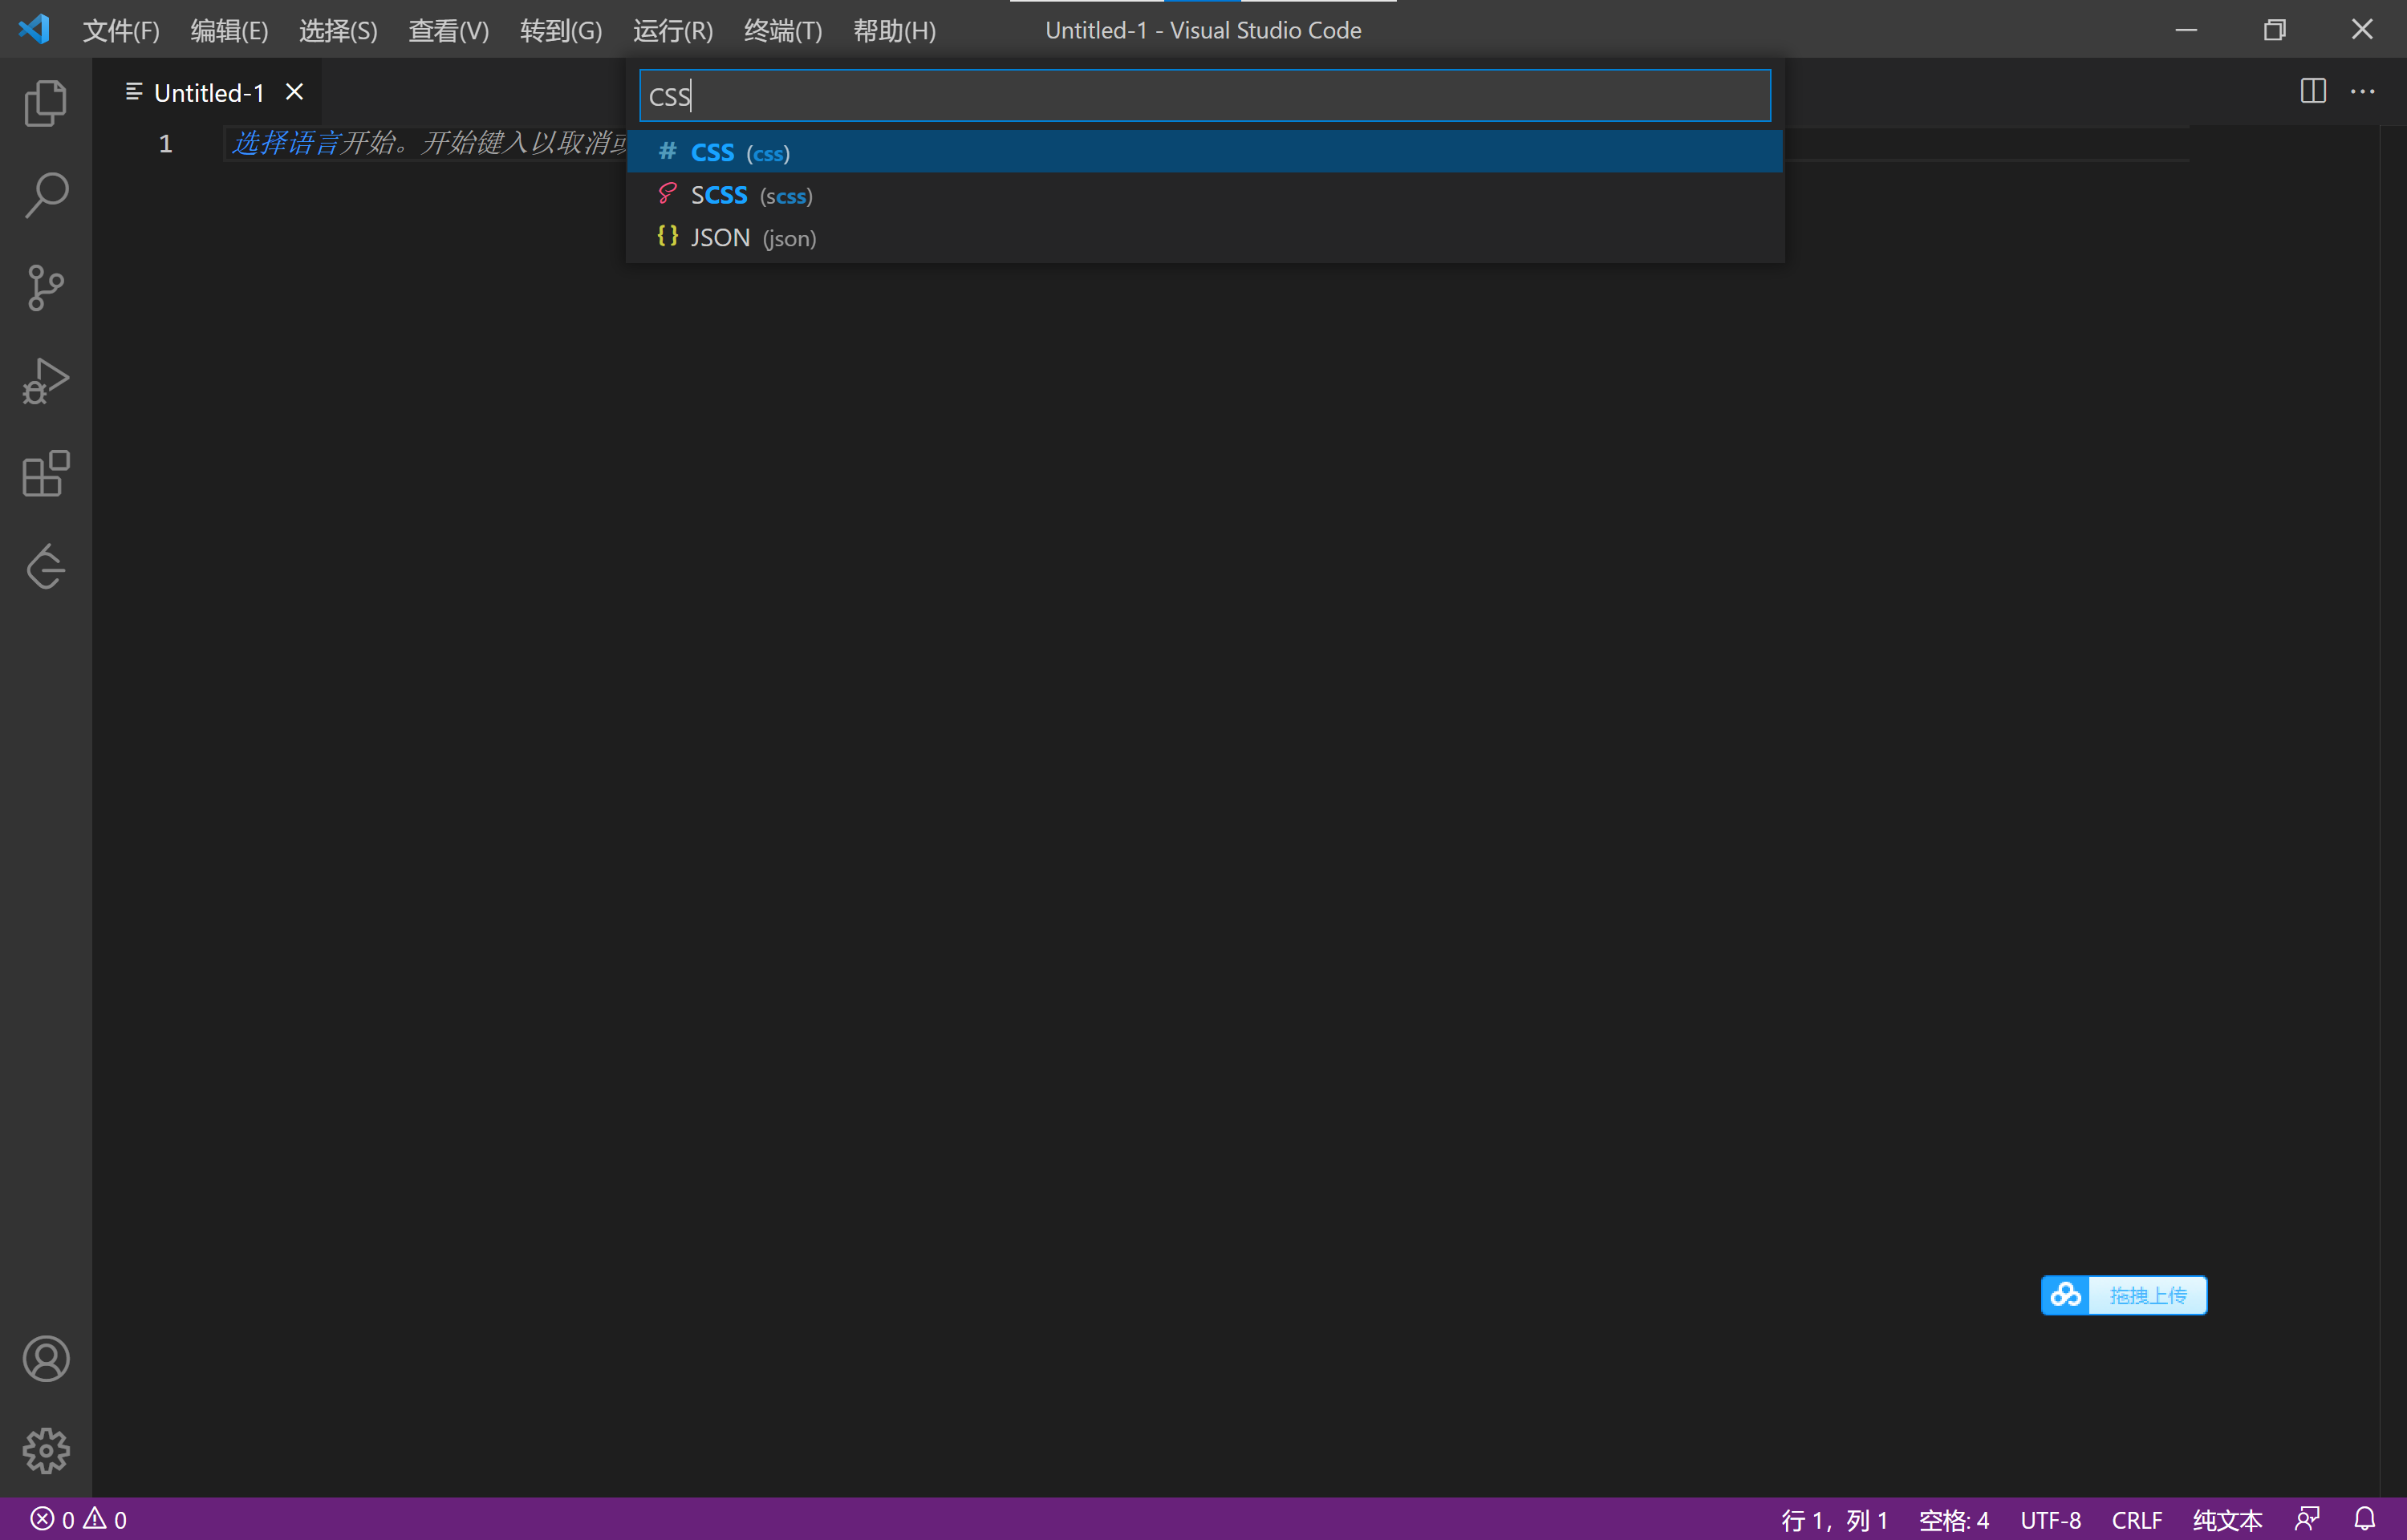 文件(F) 编辑(E) 选择(S) 查看(V) 转到(G) 运行(R) 终端(T) 帮助(H) Untitled-1 - Visual Studio Code
Untitled-1
CSS
1 选择语言开始。开始键入以取消
# CSS (css)
SCSS (scss)
{} JSON (json)
拖拽上传
0 0 行 1，列 1 空格: 4 UTF-8 CRLF 纯文本